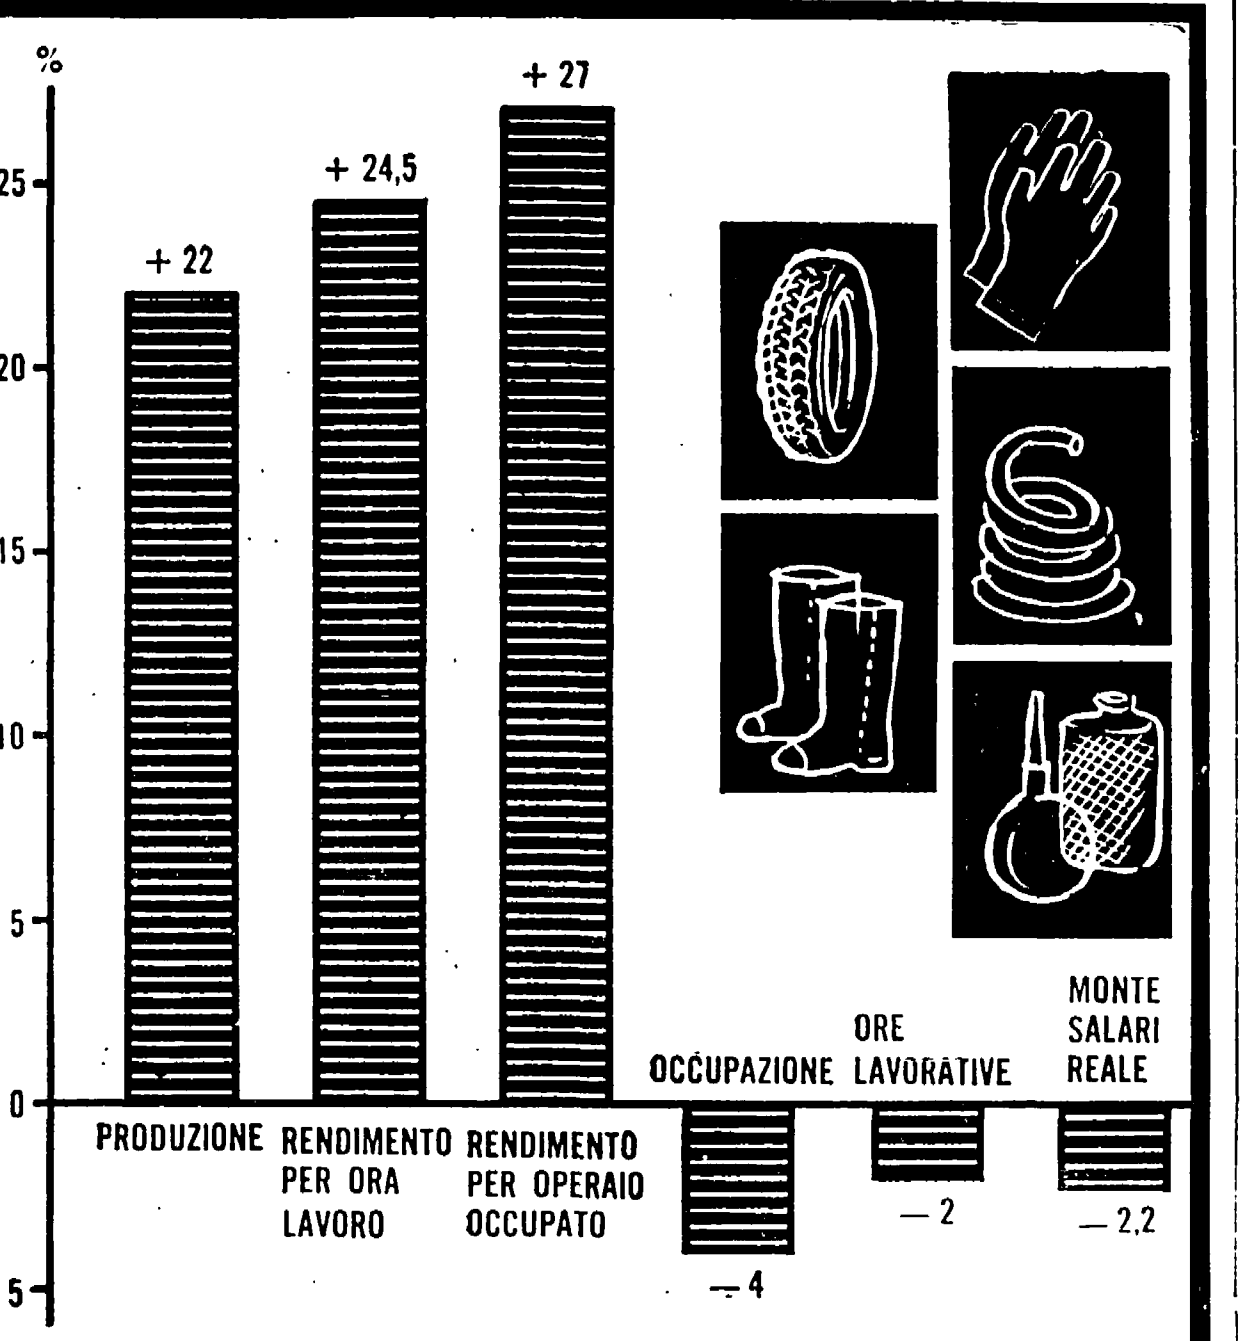 %
+ 27
+ 24,5
+ 22
25
20
15
10
5
0
5
MONTE
SALARI
REALE
ORE
LAVORATIVE
OCCUPAZIONE
PRODUZIONE
RENDIMENTO
PER ORA
LAVORO
RENDIMENTO
PER OPERAIO
OCCUPATO
— 4
— 2
— 2,2